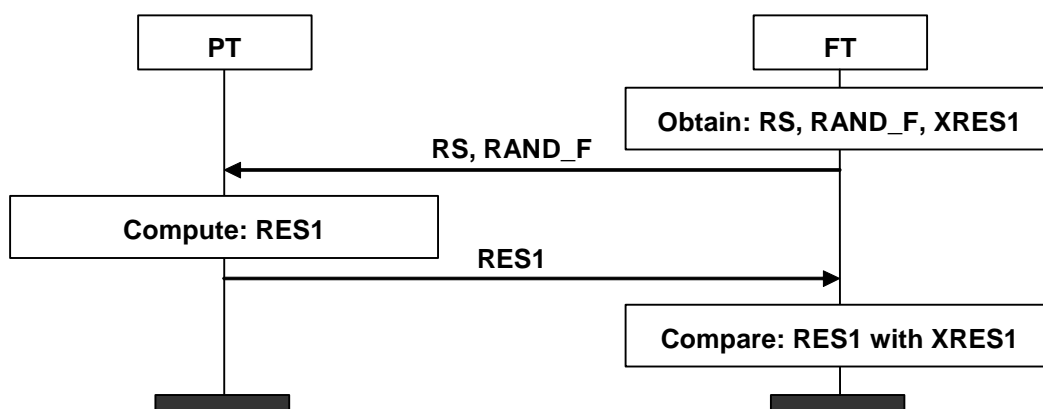 PT
FT
Obtain: RS, RAND_F, XRES1
RS, RAND_F
Compute: RES1
RES1
Compare: RES1 with XRES1